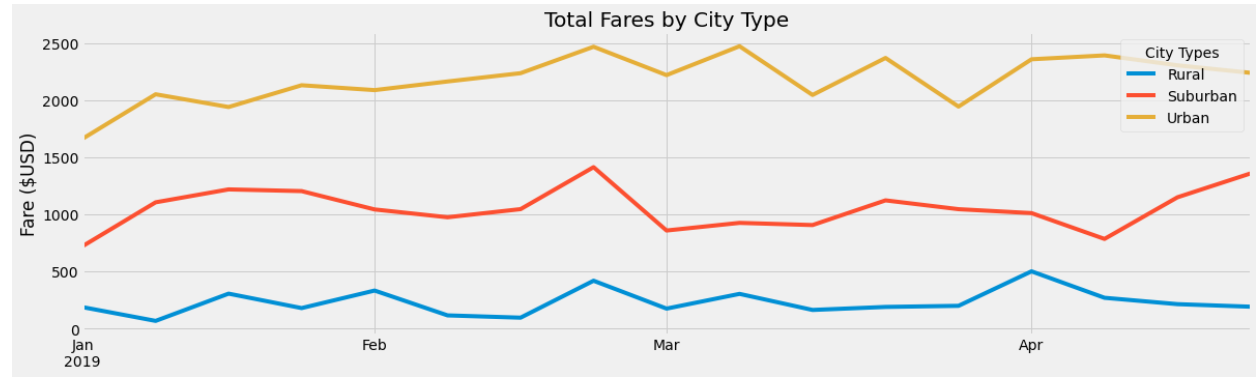 Total Fares by City Type
Fare ($USD)
2500
2000
1500
1000
500
0
City Types
Rural
Suburban
Urban
Jan
2019
Feb
Mar
Apr